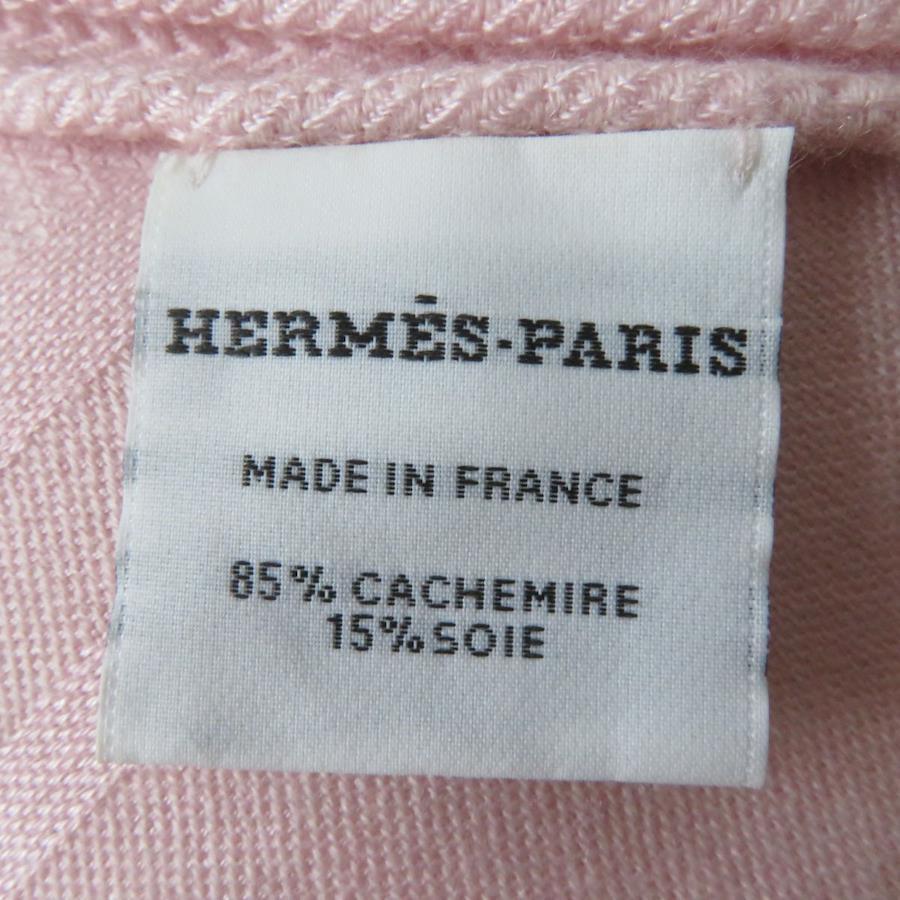 HERMÈS-PARIS
MADE IN FRANCE
85% CACHEMIRE
15% SOIE